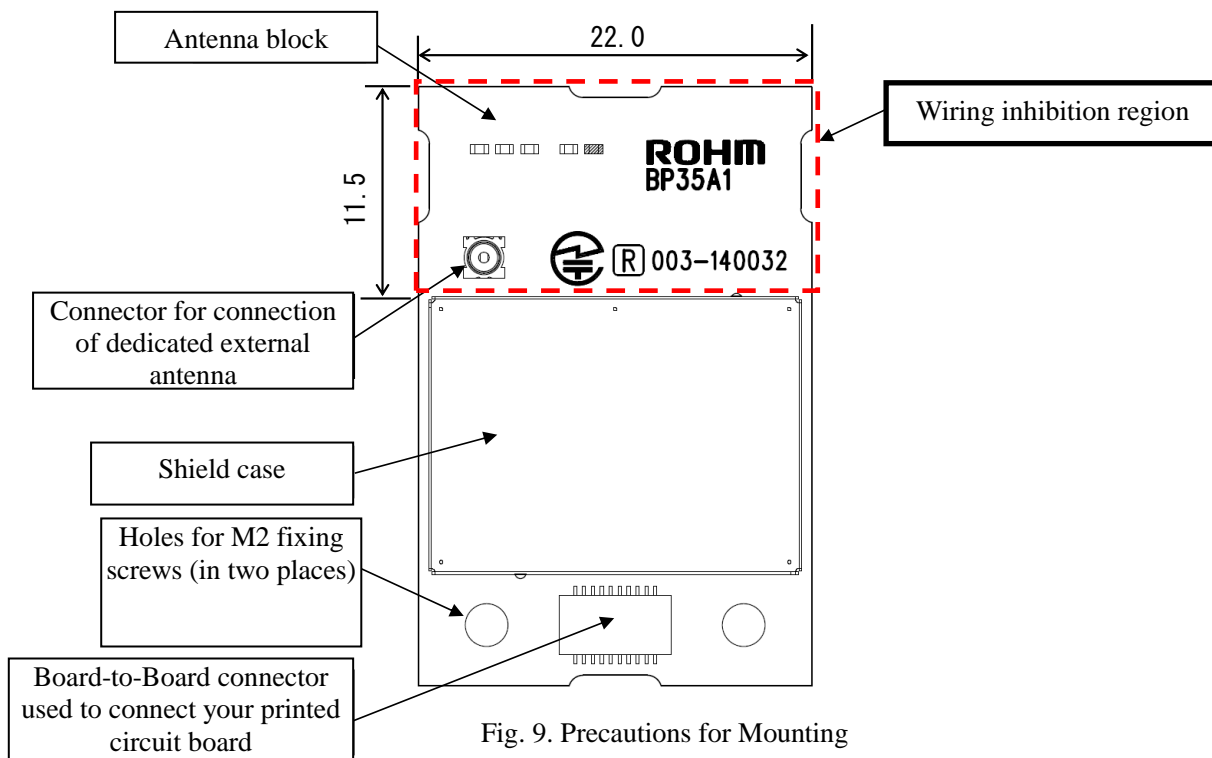 Antenna block
22.0
Wiring inhibition region
11.5
ROHM
BP35A1
R 003-140032
Connector for connection
of dedicated external
antenna
Shield case
Holes for M2 fixing
screws (in two places)
Board-to-Board connector
used to connect your printed
circuit board
Fig. 9. Precautions for Mounting